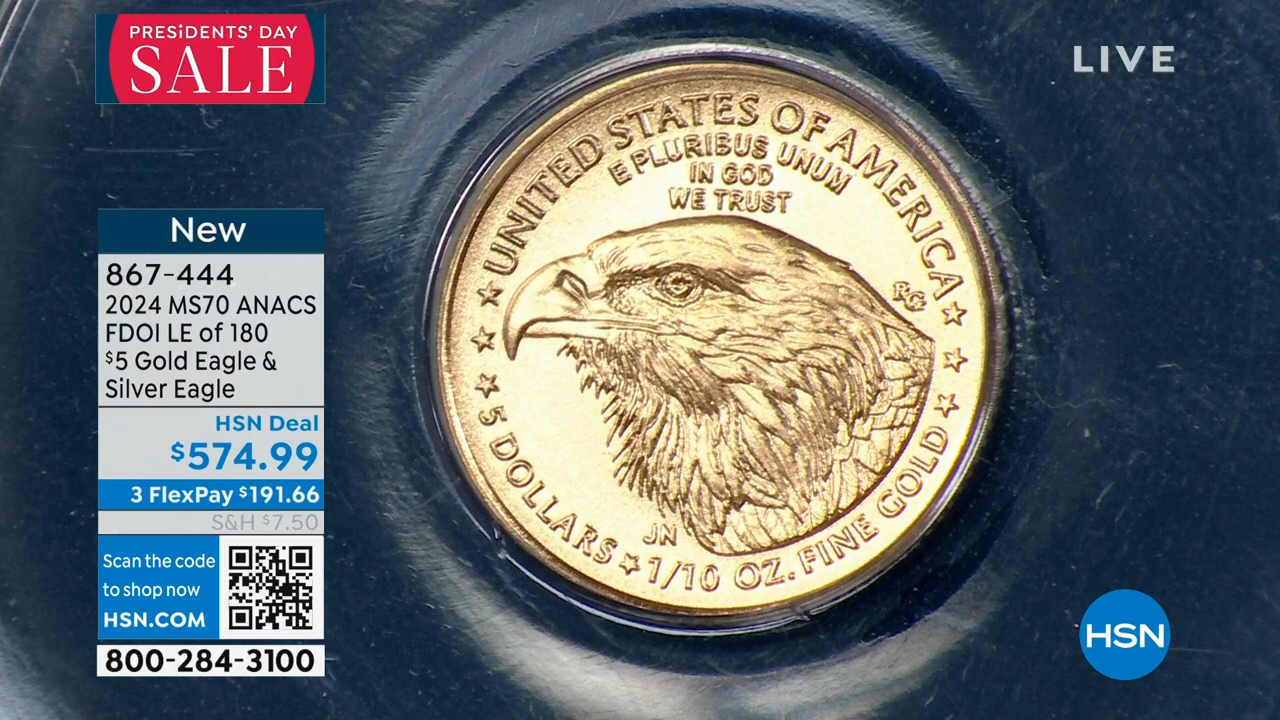 PRESiDENTS' DAY
SALE
LIVE
New
867-444
2024 MS70 ANACS
FDOI LE of 180
$5 Gold Eagle &
Silver Eagle
HSN Deal
$574.99
3 FlexPay $191.66
S&H $7.50
Scan the code
to shop now
HSN.COM
800-284-3100
UNITED STATES OF AMERICA
E PLURIBUS UNUM
IN GOD
WE TRUST
RG
JN
5 DOLLARS ★ 1/10 OZ. FINE GOLD
HSN